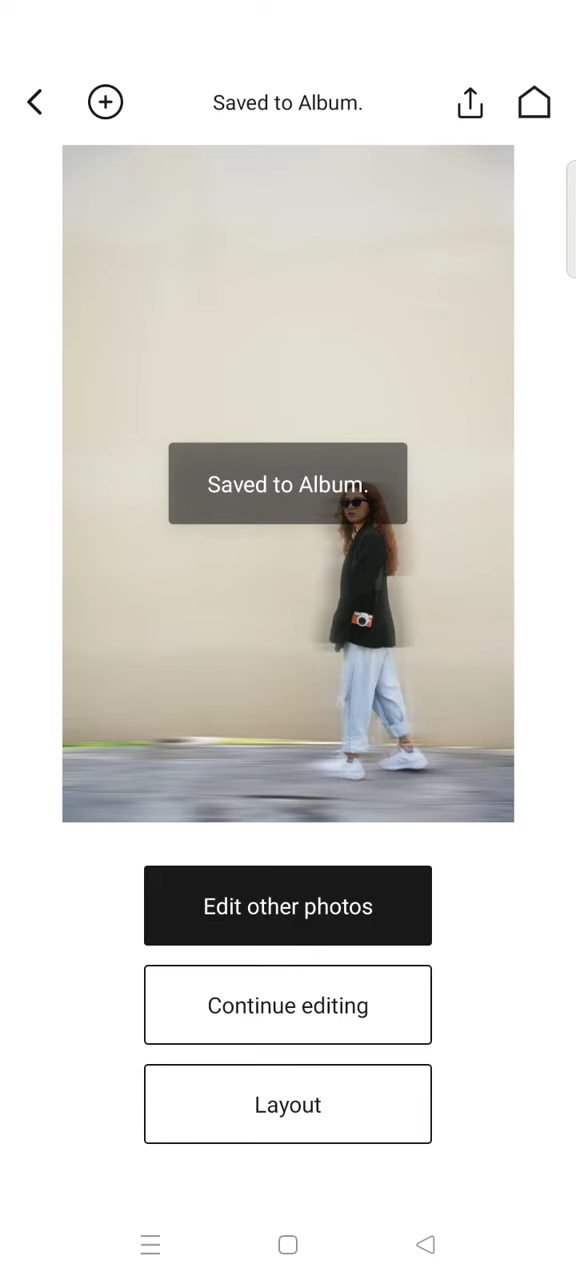 Saved to Album.
Saved to Album.
Edit other photos
Continue editing
Layout